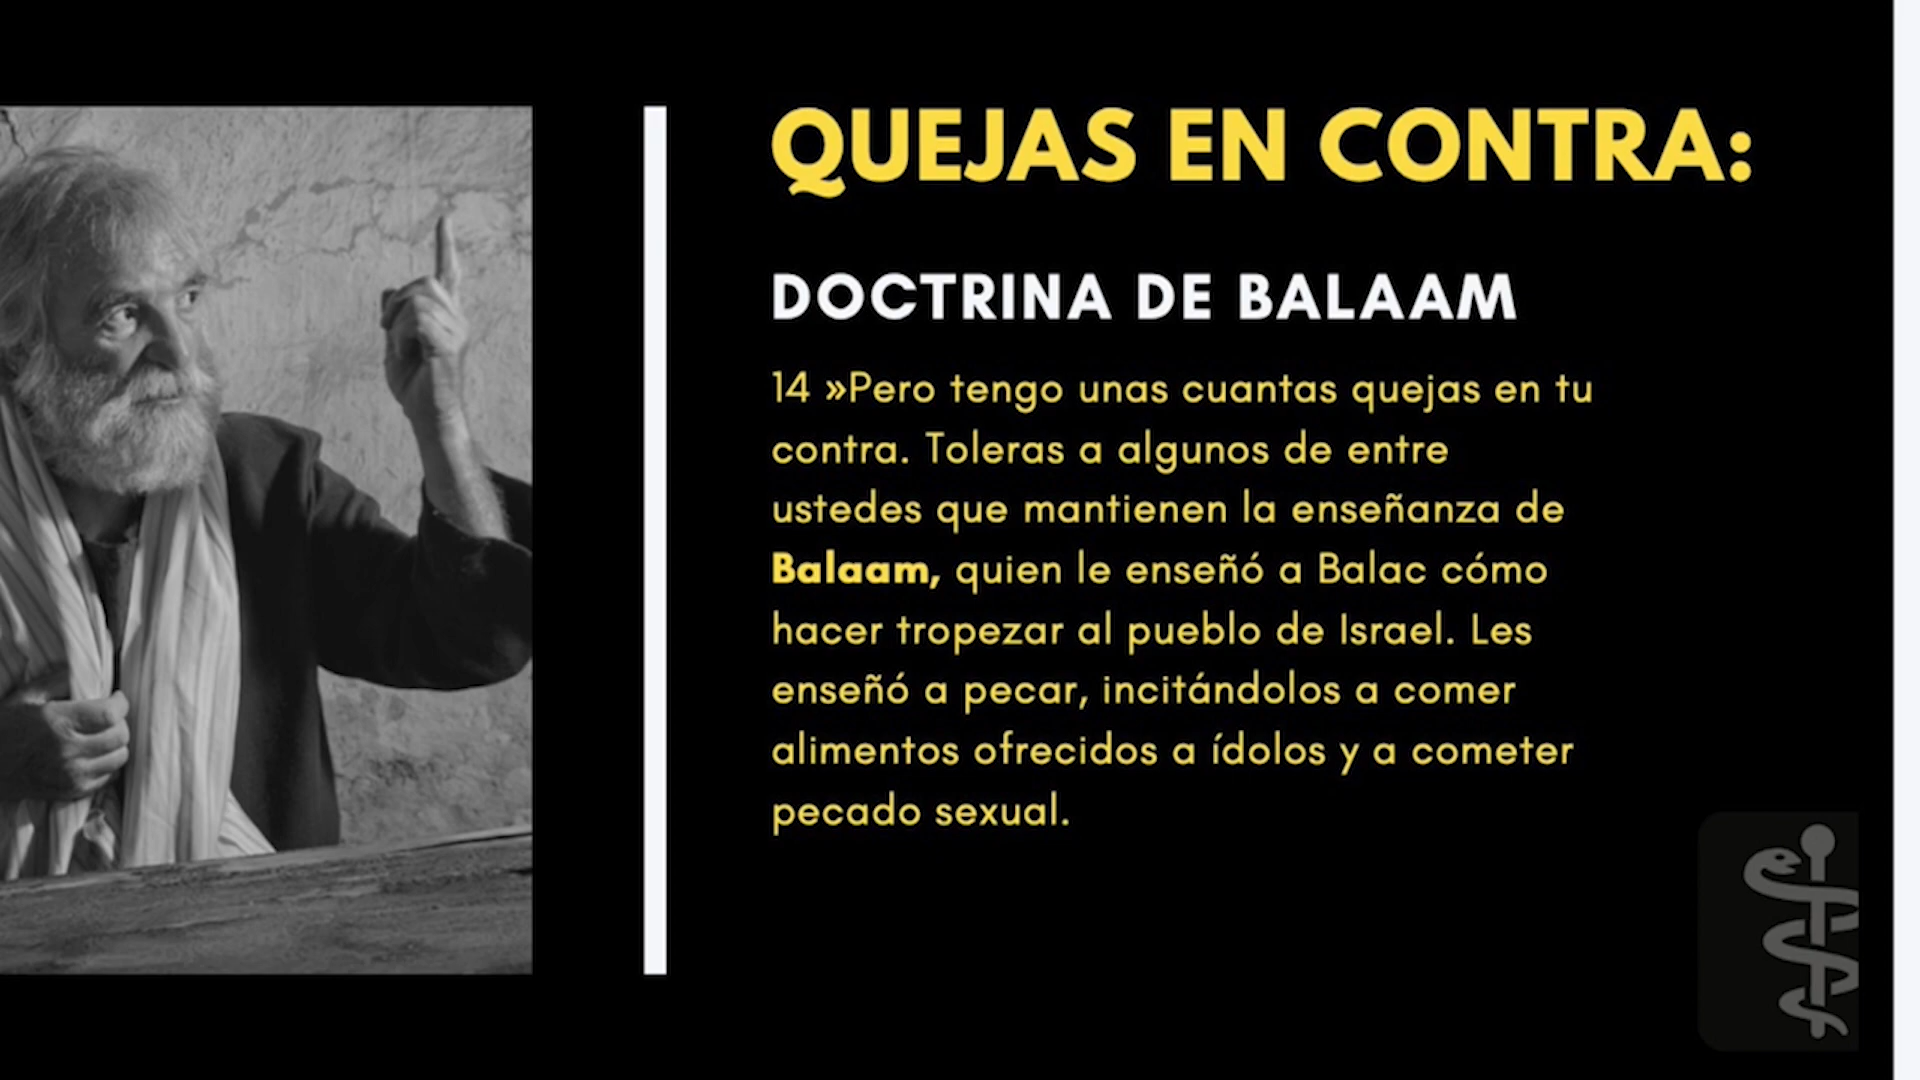 QUEJAS EN CONTRA:
DOCTRINA DE BALAAM
14 »Pero tengo unas cuantas quejas en tu
contra. Toleras a algunos de entre
ustedes que mantienen la enseñanza de
Balaam, quien le enseñó a Balac cómo
hacer tropezar al pueblo de Israel. Les
enseñó a pecar, incitándolos a comer
alimentos ofrecidos a ídolos y a cometer
pecado sexual.